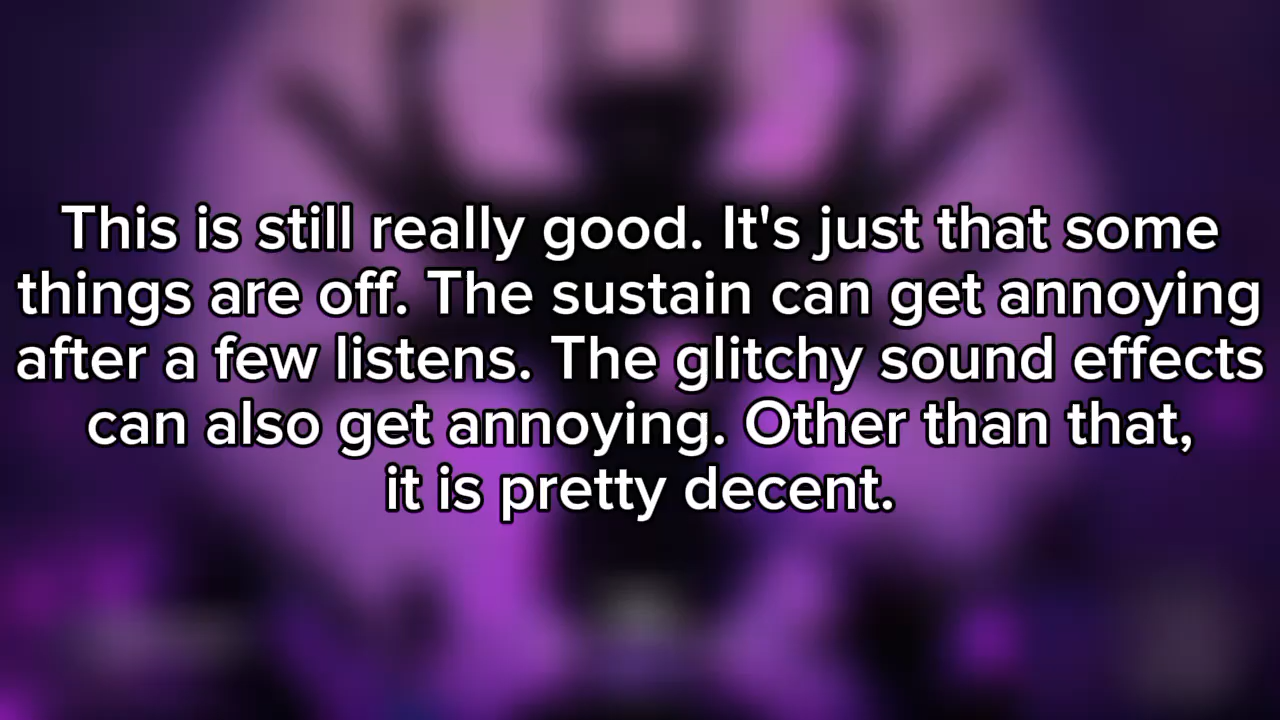 This is still really good. It's just that some
things are off. The sustain can get annoying
after a few listens. The glitchy sound effects
can also get annoying. Other than that,
it is pretty decent.